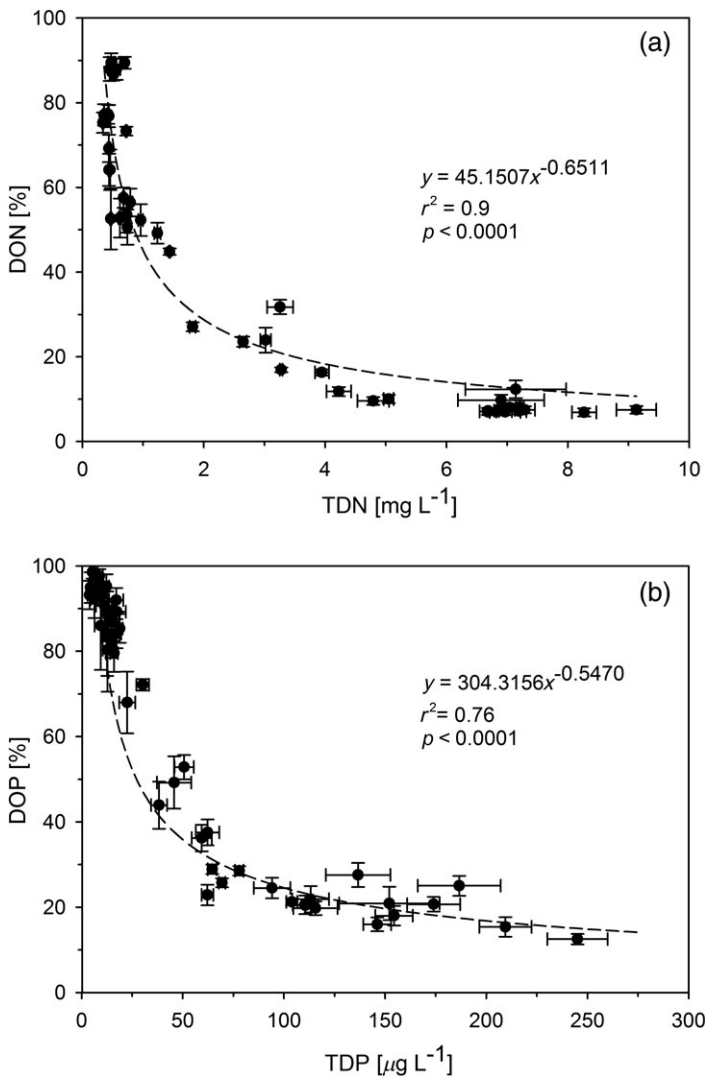 (a)
100
80
60
40
20
0
DON [%]
y = 45.1507x^-0.6511
r² = 0.9
p < 0.0001
0 2 4 6 8 10
TDN [mg L⁻¹]
(b)
100
80
60
40
20
0
DOP [%]
y = 304.3156x^-0.5470
r²= 0.76
p < 0.0001
0 50 100 150 200 250 300
TDP [µg L⁻¹]